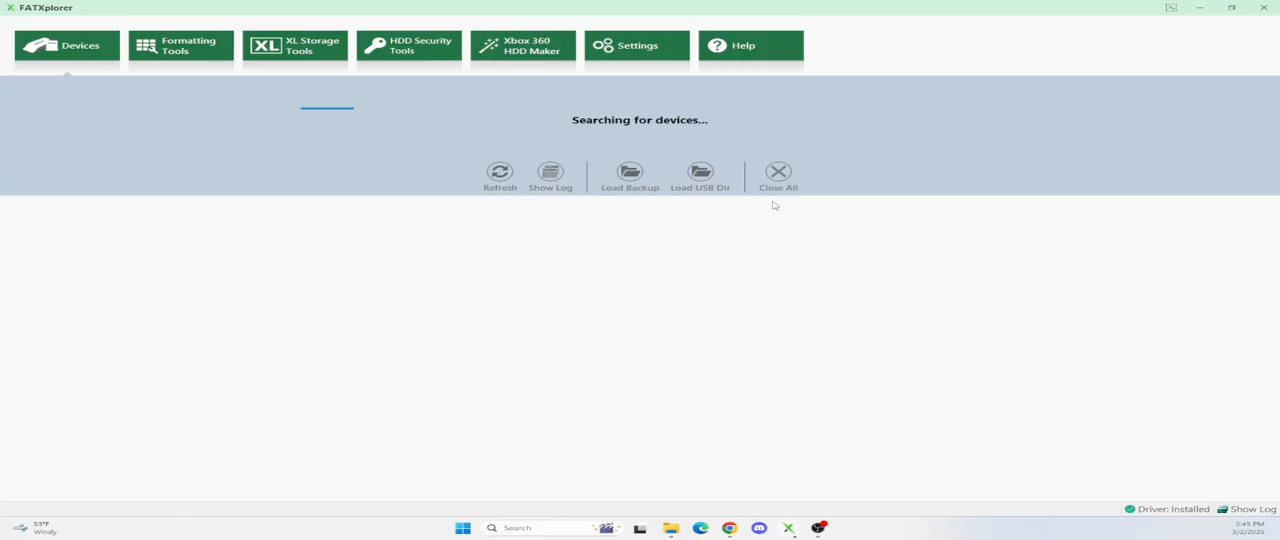 FATXplorer
Devices
Formatting
Tools
XL
XL Storage
Tools
HDD Security
Tools
Xbox 360
HDD Maker
Settings
Help
Searching for devices...
Refresh
Show Log
Load Backup
Load USB Dir
Close All
Driver: Installed
Show Log
53°F
Windy
Search
2:45 PM
3/2/2025